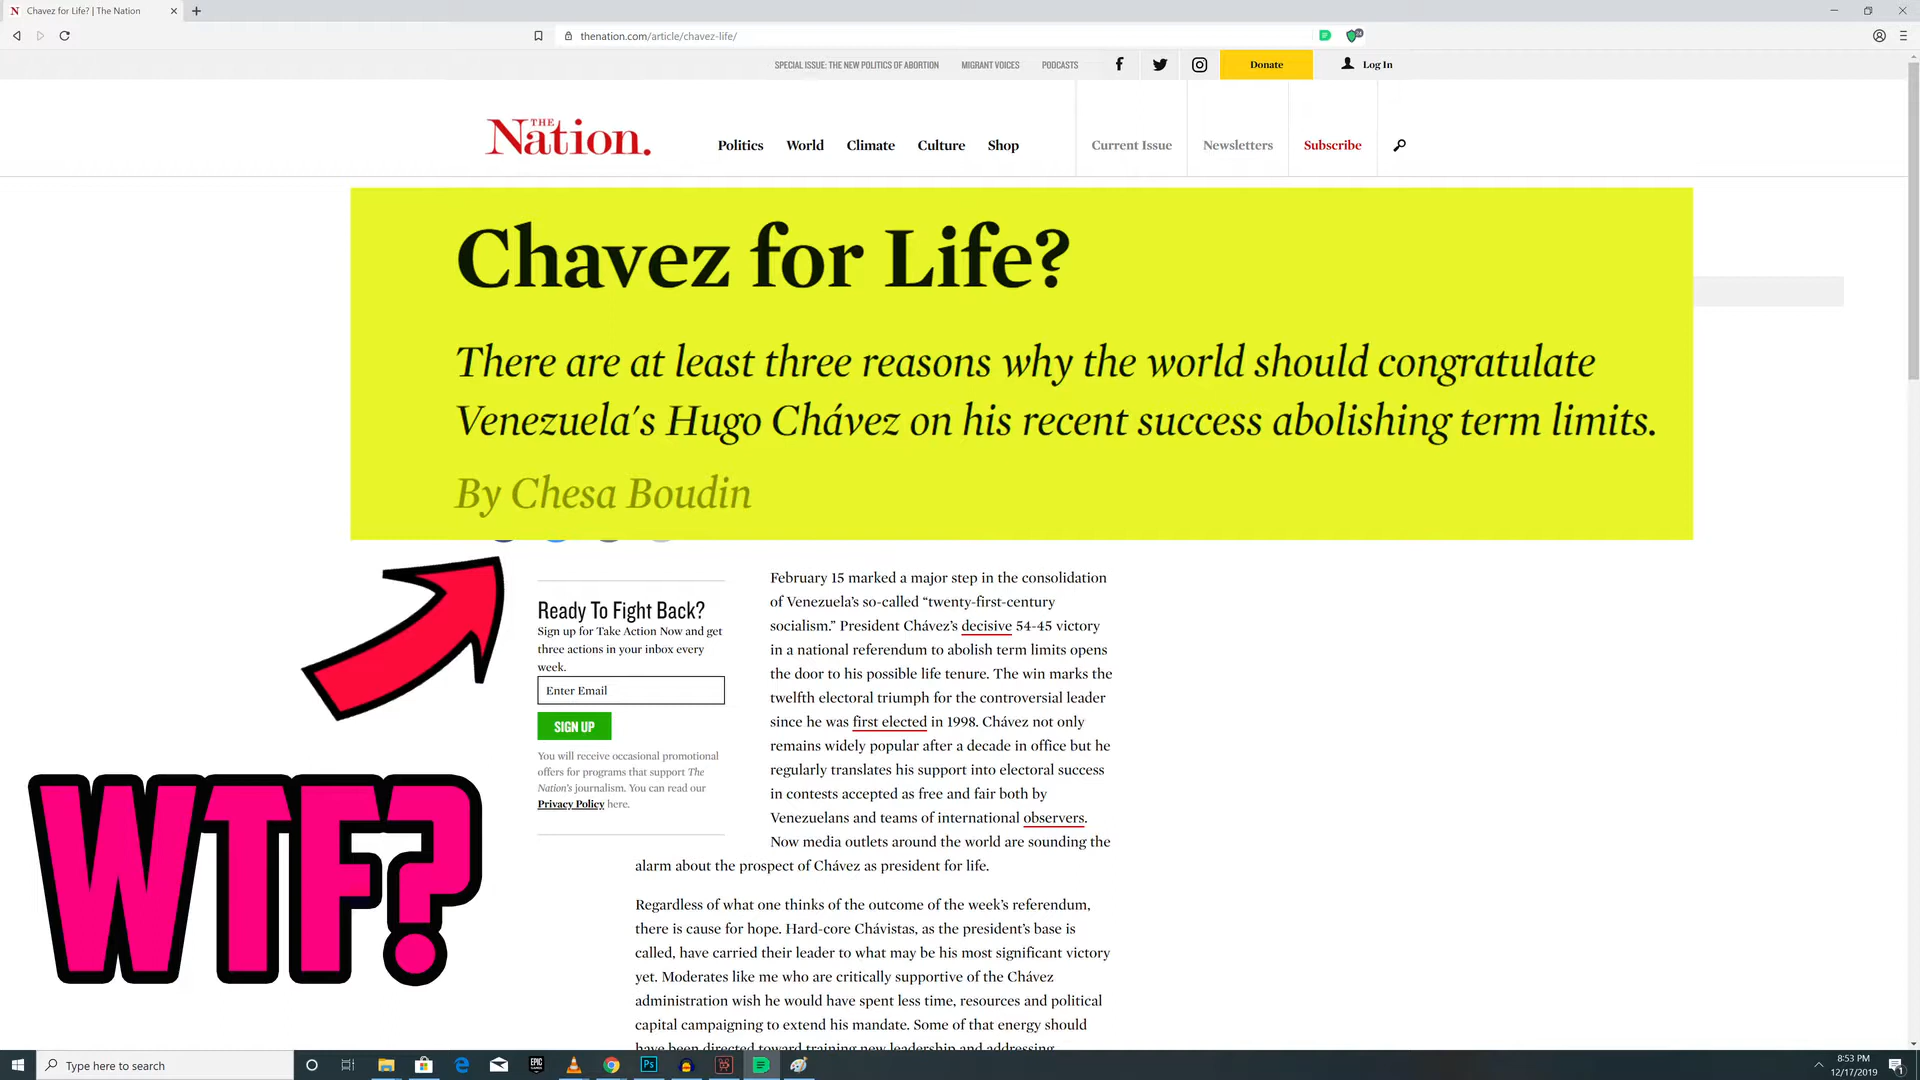 Chavez for Life? | The Nation
thenation.com/article/chavez-life/
24
SPECIAL ISSUE: THE NEW POLITICS OF ABORTION
MIGRANT VOICES
PODCASTS
Donate
Log In
THE
Nation.
Politics
World
Climate
Culture
Shop
Current Issue
Newsletters
Subscribe
Chavez for Life?
There are at least three reasons why the world should congratulate
Venezuela's Hugo Chávez on his recent success abolishing term limits.
By Chesa Boudin
Ready To Fight Back?
Sign up for Take Action Now and get
three actions in your inbox every
week.
Enter Email
SIGN UP
You will receive occasional promotional
offers for programs that support The
Nation's journalism. You can read our
Privacy Policy here.
February 15 marked a major step in the consolidation
of Venezuela's so-called “twenty-first-century
socialism.” President Chávez's decisive 54-45 victory
in a national referendum to abolish term limits opens
the door to his possible life tenure. The win marks the
twelfth electoral triumph for the controversial leader
since he was first elected in 1998. Chávez not only
remains widely popular after a decade in office but he
regularly translates his support into electoral success
in contests accepted as free and fair both by
Venezuelans and teams of international observers.
Now media outlets around the world are sounding the
alarm about the prospect of Chávez as president for life.
Regardless of what one thinks of the outcome of the week's referendum,
there is cause for hope. Hard-core Chávistas, as the president's base is
called, have carried their leader to what may be his most significant victory
yet. Moderates like me who are critically supportive of the Chávez
administration wish he would have spent less time, resources and political
capital campaigning to extend his mandate. Some of that energy should
have been directed toward training new leadership and addressing
WTF?
Type here to search
EPIC
Ps
8:53 PM
12/17/2019
1